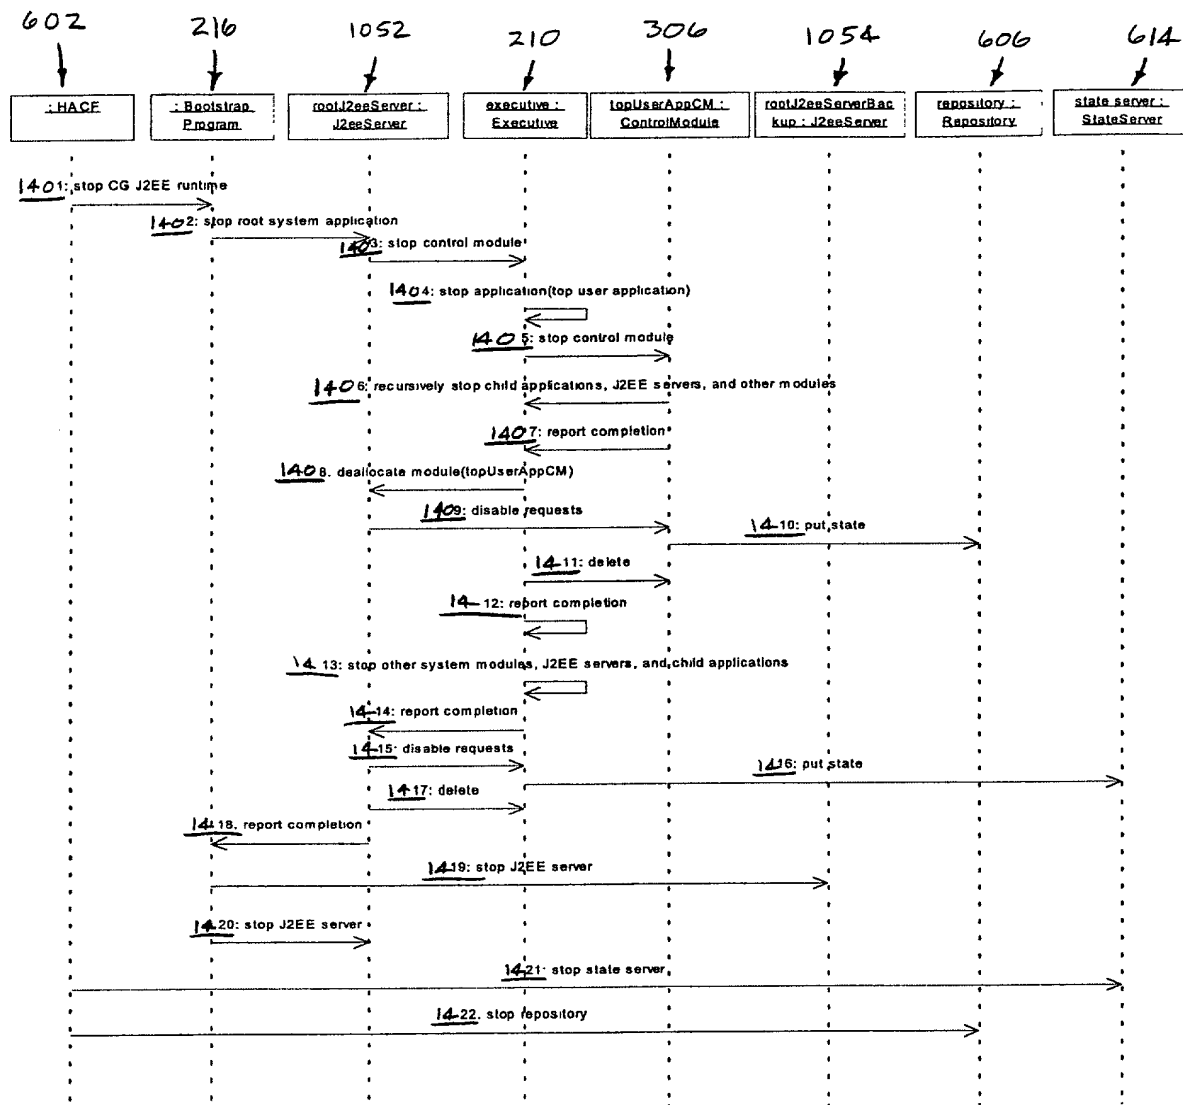 602 216 1052 210 306 1054 606 614
: HACF
: Bootstrap
Program
rootJ2eeServer :
J2eeServer
executive :
Executive
topUserAppCM :
ControlModule
rootJ2eeServerBac
kup : J2eeServer
repository :
Repository
state server :
StateServer
1401: stop CG J2EE runtime
1402: stop root system application
1403: stop control module
1404: stop application(top user application)
1405: stop control module
1406: recursively stop child applications, J2EE servers, and other modules
1407: report completion
1408. deallocate module(topUserAppCM)
1409: disable requests
1410: put state
1411: delete
1412: report completion
1413: stop other system modules, J2EE servers, and child applications
1414: report completion
1415: disable requests
1416: put state
1417: delete
1418. report completion
1419: stop J2EE server
1420: stop J2EE server
1421: stop state server
1422. stop repository